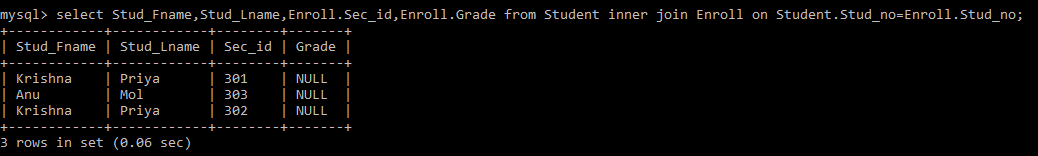 mysql> select Stud_Fname,Stud_Lname,Enroll.Sec_id,Enroll.Grade from Student inner join Enroll on Student.Stud_no=Enroll.Stud_no;
+------------+------------+--------+-------+
| Stud_Fname | Stud_Lname | Sec_id | Grade |
+------------+------------+--------+-------+
| Krishna    | Priya      | 301    | NULL  |
| Anu        | Mol        | 303    | NULL  |
| Krishna    | Priya      | 302    | NULL  |
+------------+------------+--------+-------+
3 rows in set (0.06 sec)